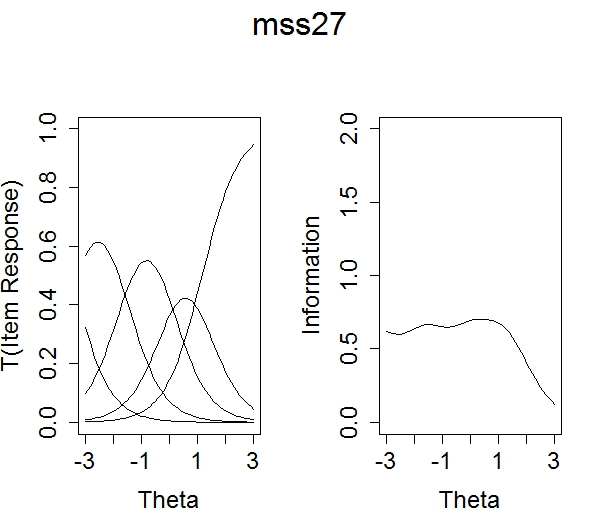 mss27
T(Item Response)
0.0 0.2 0.4 0.6 0.8 1.0
-3 -1 1 3
Theta
Information
0.0 0.5 1.0 1.5 2.0
-3 -1 1 3
Theta